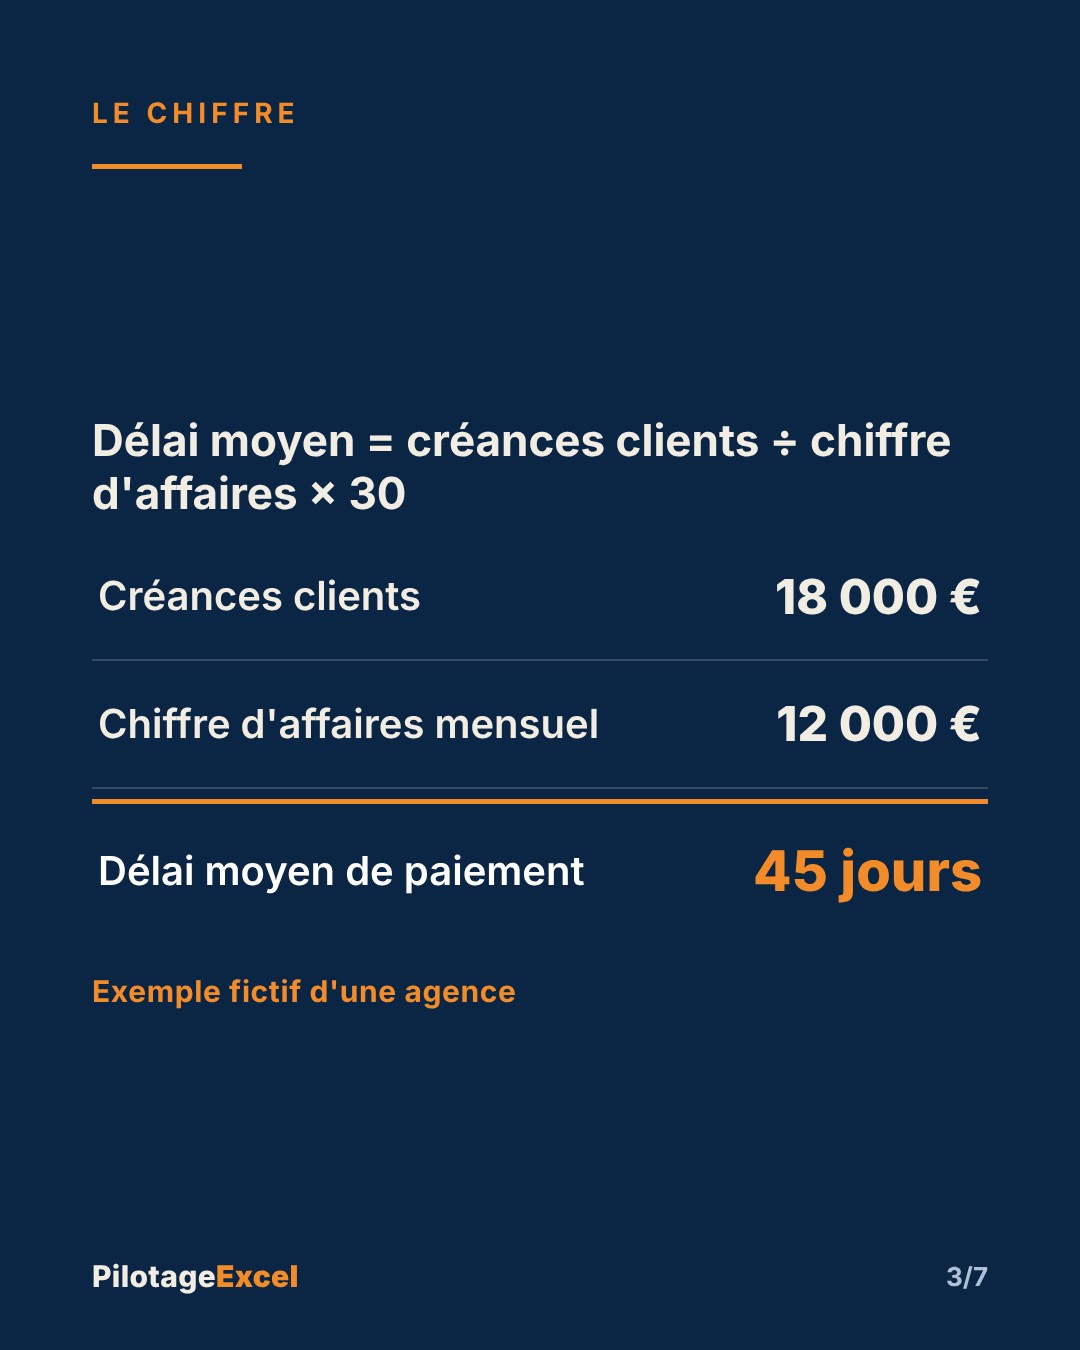 LE CHIFFRE
Délai moyen = créances clients ÷ chiffre
d'affaires × 30
Créances clients 18 000 €
Chiffre d'affaires mensuel 12 000 €
Délai moyen de paiement 45 jours
Exemple fictif d'une agence
PilotageExcel 3/7